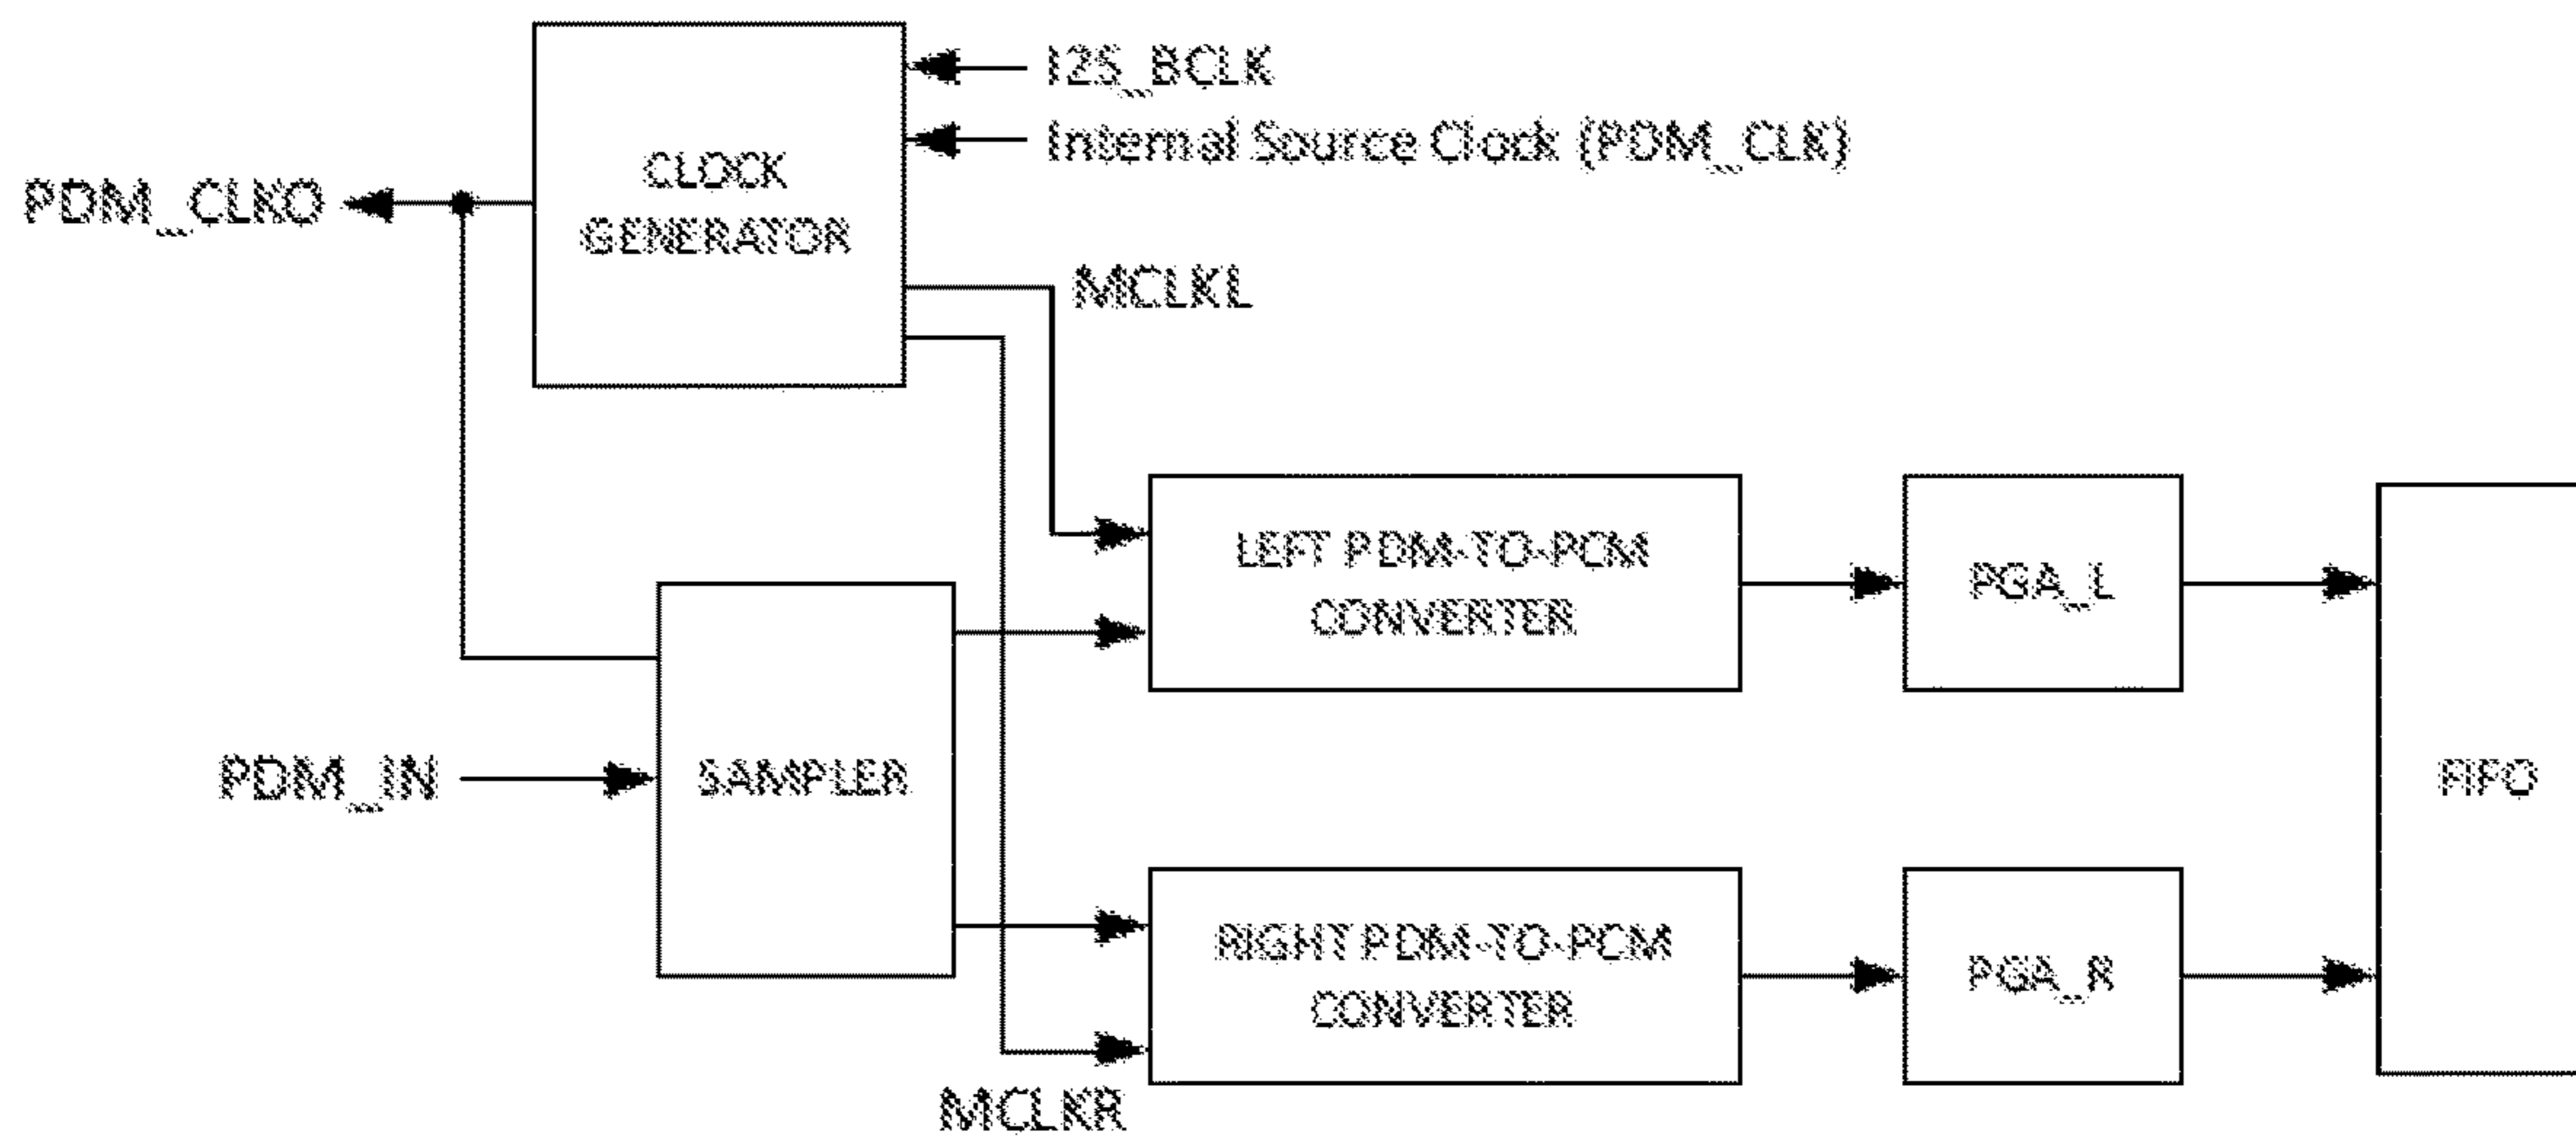 I2S_BCLK
Internal Source Clock (PDM_CLK)
CLOCK
GENERATOR
PDM_CLKO
MCLKL
LEFT PDM-TO-PCM
CONVERTER
PGA_L
SAMPLER
PDM_IN
FIFO
RIGHT PDM-TO-PCM
CONVERTER
PGA_R
MCLKR